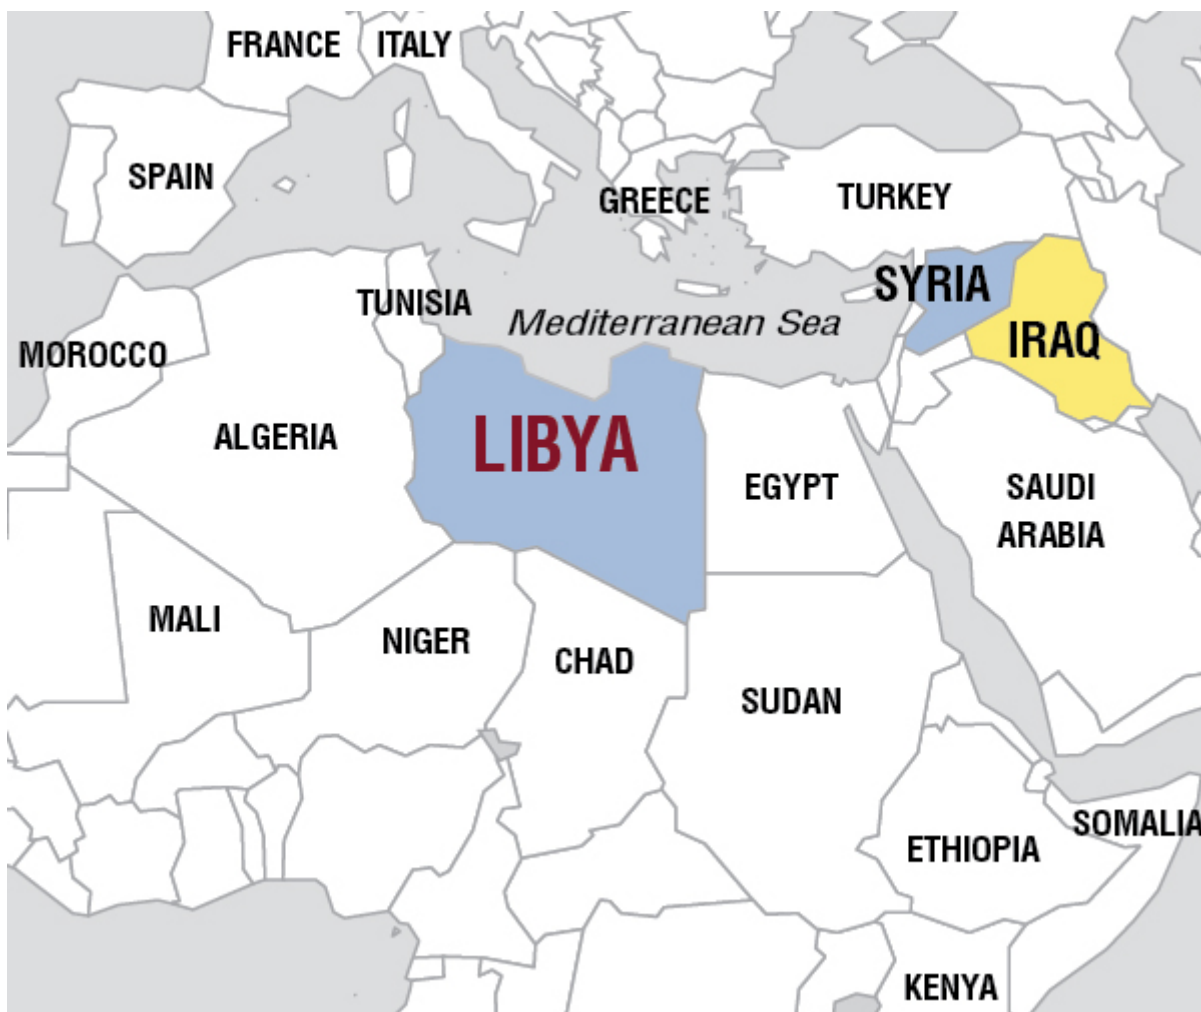 FRANCE
ITALY
SPAIN
GREECE
TURKEY
SYRIA
TUNISIA
Mediterranean Sea
IRAQ
MOROCCO
ALGERIA
LIBYA
EGYPT
SAUDI
ARABIA
MALI
NIGER
CHAD
SUDAN
SOMALIA
ETHIOPIA
KENYA